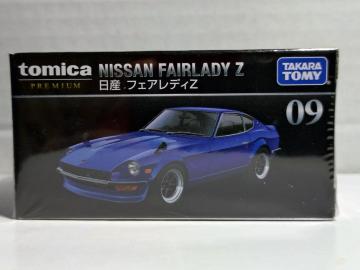 tomica
PREMIUM
NISSAN FAIRLADY Z
日産 フェアレディZ
TAKARA
TOMY
09